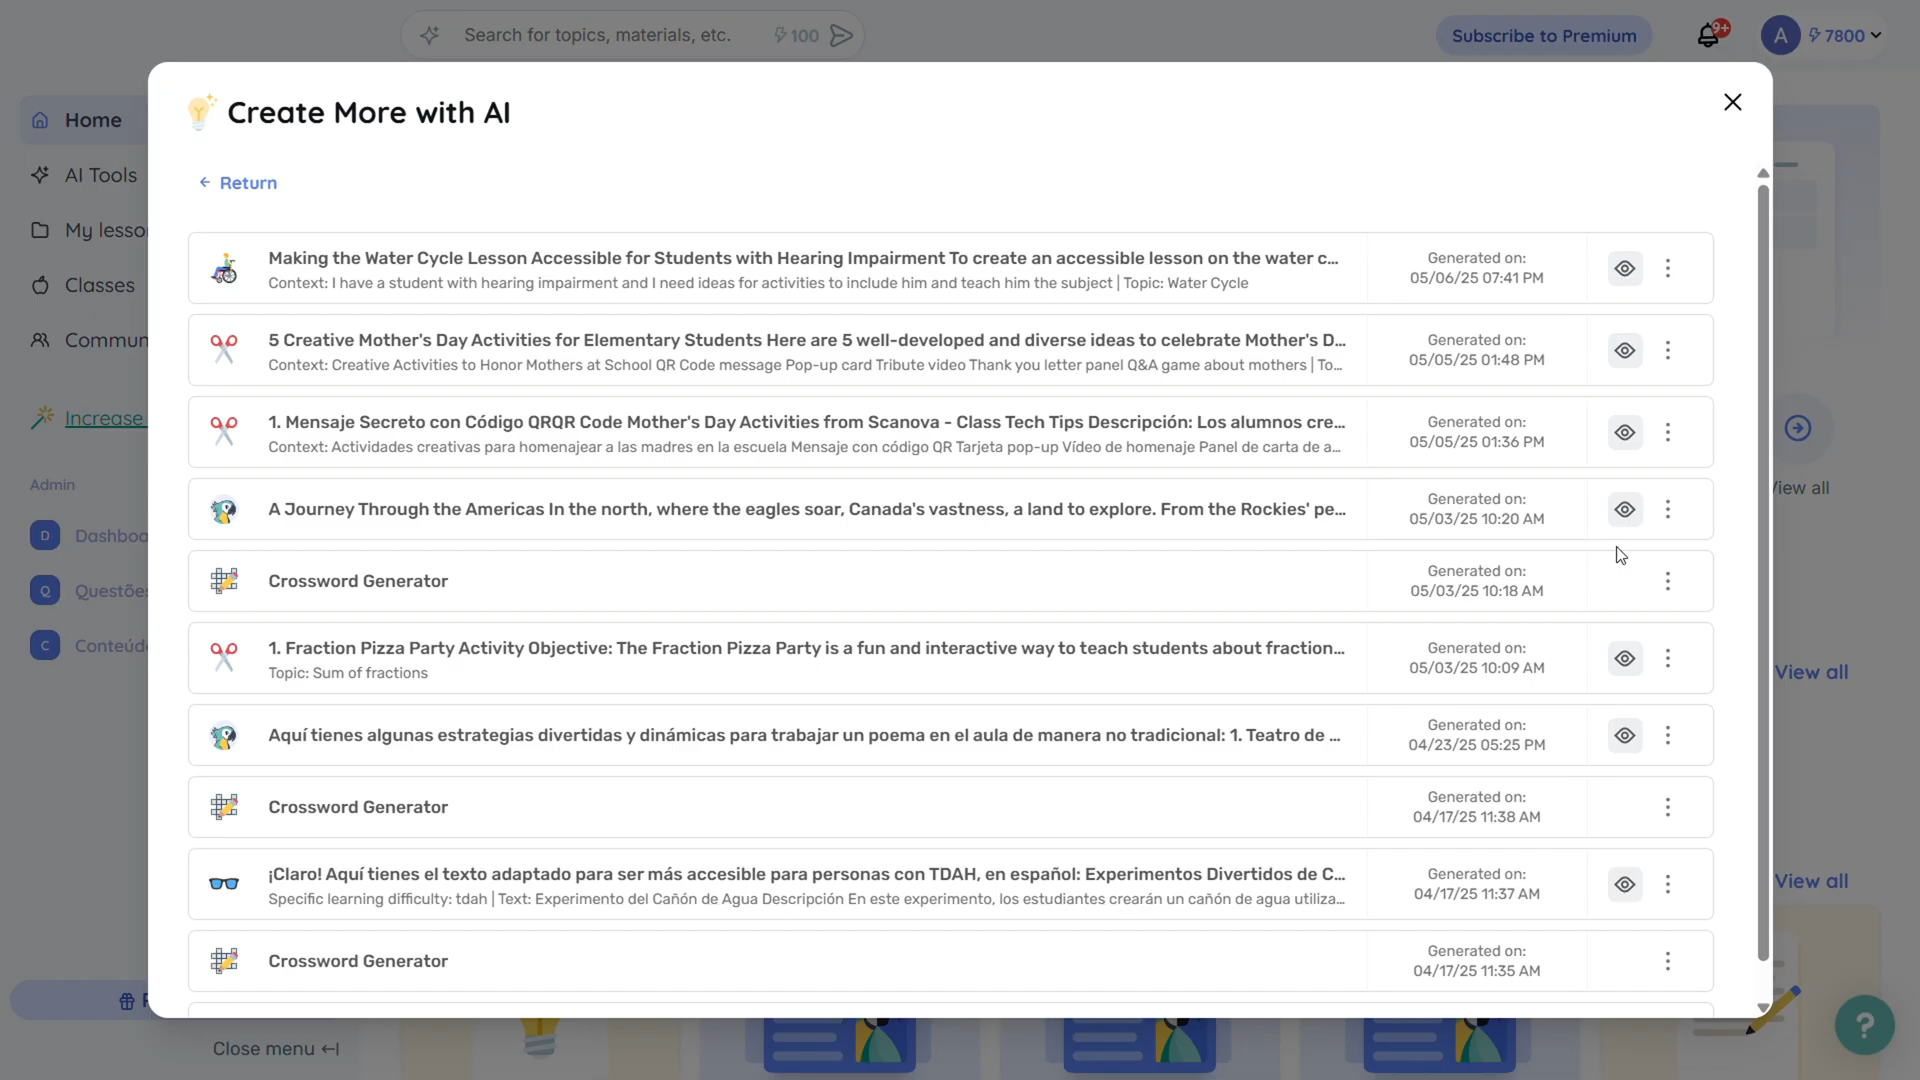 Search for topics, materials, etc.
100
Subscribe to Premium
9+
A
7800
Create More with AI
Home
AI Tools
Return
My lesso
Making the Water Cycle Lesson Accessible for Students with Hearing Impairment To create an accessible lesson on the water c...
Context: I have a student with hearing impairment and I need ideas for activities to include him and teach him the subject | Topic: Water Cycle
Generated on:
05/06/25 07:41 PM
Classes
Commun
5 Creative Mother's Day Activities for Elementary Students Here are 5 well-developed and diverse ideas to celebrate Mother's D...
Context: Creative Activities to Honor Mothers at School QR Code message Pop-up card Tribute video Thank you letter panel Q&A game about mothers | To...
Generated on:
05/05/25 01:48 PM
Increase
1. Mensaje Secreto con Código QRQR Code Mother's Day Activities from Scanova - Class Tech Tips Descripción: Los alumnos cre...
Context: Actividades creativas para homenajear a las madres en la escuela Mensaje con código QR Tarjeta pop-up Vídeo de homenaje Panel de carta de a...
Generated on:
05/05/25 01:36 PM
Admin
View all
A Journey Through the Americas In the north, where the eagles soar, Canada's vastness, a land to explore. From the Rockies' pe...
Generated on:
05/03/25 10:20 AM
D
Dashboa
Crossword Generator
Generated on:
05/03/25 10:18 AM
Q
Questões
1. Fraction Pizza Party Activity Objective: The Fraction Pizza Party is a fun and interactive way to teach students about fraction...
Topic: Sum of fractions
Generated on:
05/03/25 10:09 AM
C
Conteúd
View all
Aquí tienes algunas estrategias divertidas y dinámicas para trabajar un poema en el aula de manera no tradicional: 1. Teatro de ...
Generated on:
04/23/25 05:25 PM
Crossword Generator
Generated on:
04/17/25 11:38 AM
¡Claro! Aquí tienes el texto adaptado para ser más accesible para personas con TDAH, en español: Experimentos Divertidos de C...
Specific learning difficulty: tdah | Text: Experimento del Cañón de Agua Descripción En este experimento, los estudiantes crearán un cañón de agua utiliza...
Generated on:
04/17/25 11:37 AM
View all
Crossword Generator
Generated on:
04/17/25 11:35 AM
Close menu
?